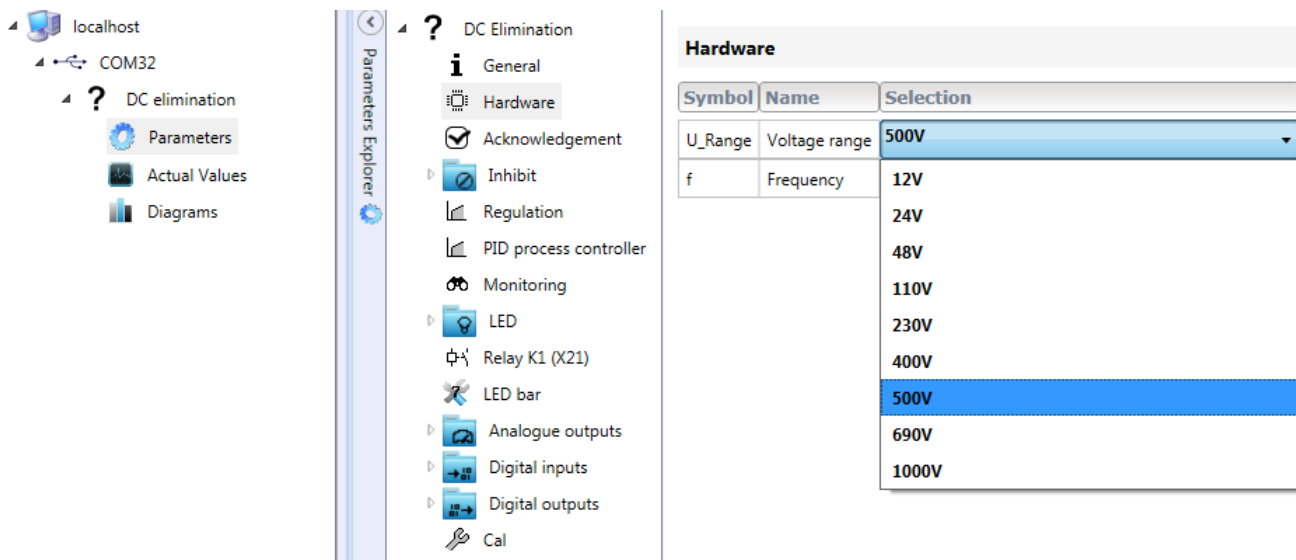 localhost
COM32
? DC elimination
Parameters
Actual Values
Diagrams
Parameters Explorer
? DC Elimination
i General
Hardware
Acknowledgement
Inhibit
Regulation
PID process controller
Monitoring
LED
Relay K1 (X21)
LED bar
Analogue outputs
Digital inputs
Digital outputs
Cal
Hardware
Symbol Name Selection
U_Range Voltage range 500V
f Frequency
12V
24V
48V
110V
230V
400V
500V
690V
1000V